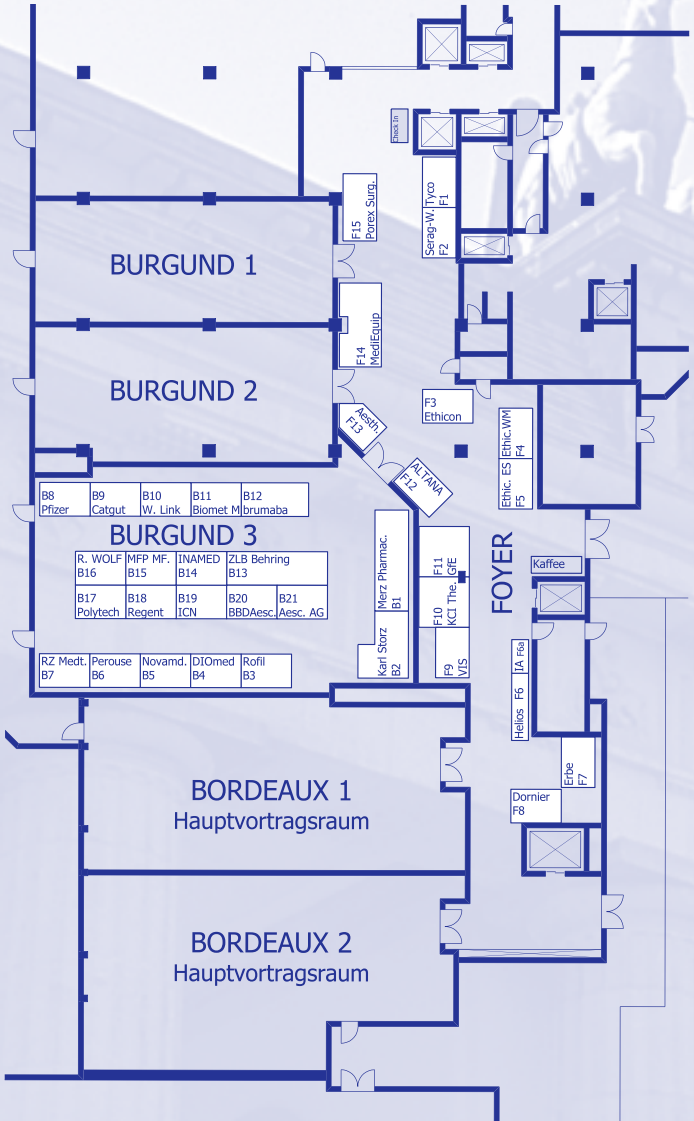 Check In
Tyco
F1
Serag-W.
F2
F15
Porex Surg.
BURGUND 1
F14
MedlEquip
BURGUND 2
F3
Ethicon
Aesth.
F13
Ethic.WM
F4
Ethic. ES
F5
ALTANA
F12
B8
Pfizer
B9
Catgut
B10
W. Link
B11
Biomet M
B12
brumaba
BURGUND 3
R. WOLF
B16
MFP MF.
B15
INAMED
B14
ZLB Behring
B13
B17
Polytech
B18
Regent
B19
ICN
B20
BBDAesc.
B21
Aesc. AG
Merz Pharmac.
B1
Karl Storz
B2
F11
GfE
F10
KCI The.
F9
VIS
FOYER
Kaffee
RZ Medt.
B7
Perouse
B6
Novamd.
B5
DIOmed
B4
Rofil
B3
IA F6a
Helios F6
Erbe
F7
Dornier
F8
BORDEAUX 1
Hauptvortragsraum
BORDEAUX 2
Hauptvortragsraum